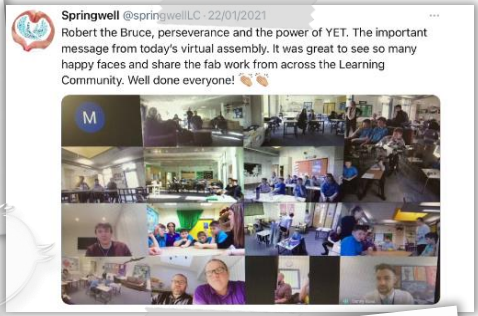 Springwell @springwellLC · 22/01/2021
Robert the Bruce, perseverance and the power of YET. The important
message from today's virtual assembly. It was great to see so many
happy faces and share the fab work from across the Learning
Community. Well done everyone! 👏🏼👏🏼
M